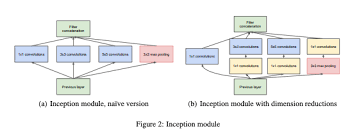 Filter
concatenation
1x1 convolutions
3x3 convolutions
5x5 convolutions
3x3 max pooling
Previous layer
(a) Inception module, naïve version
Filter
concatenation
3x3 convolutions
5x5 convolutions
1x1 convolutions
1x1 convolutions
1x1 convolutions
1x1 convolutions
3x3 max pooling
Previous layer
(b) Inception module with dimension reductions
Figure 2: Inception module